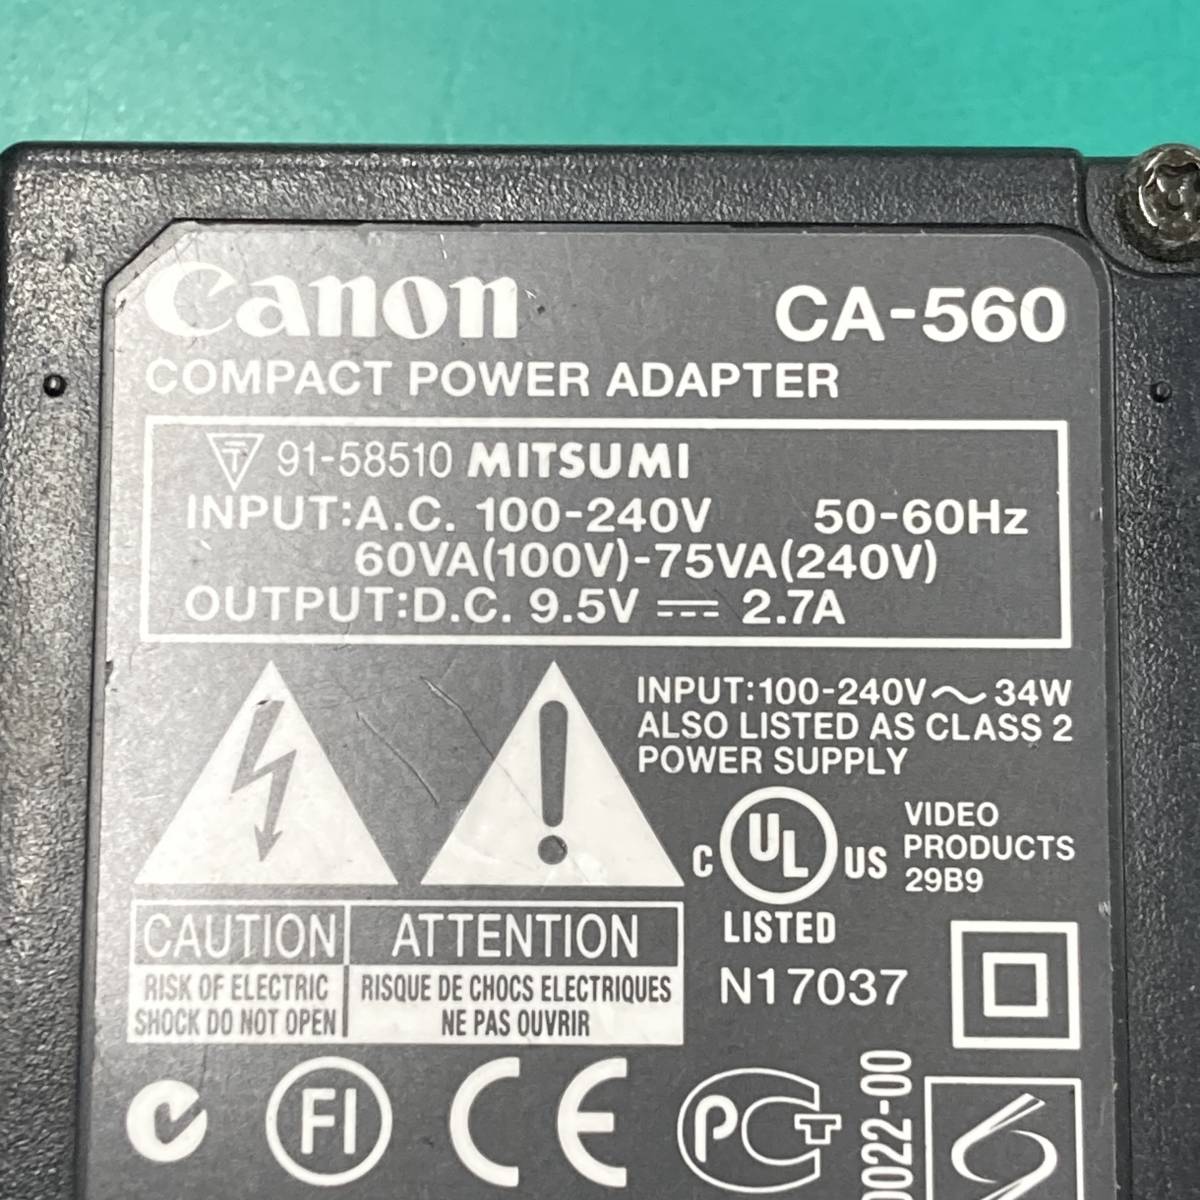 Canon CA-560
COMPACT POWER ADAPTER
T 91-58510 MITSUMI
INPUT:A.C. 100-240V 50-60Hz
60VA(100V)-75VA(240V)
OUTPUT:D.C. 9.5V ⎓ 2.7A
INPUT:100-240V～34W
ALSO LISTED AS CLASS 2
POWER SUPPLY
C UL US
LISTED
VIDEO
PRODUCTS
29B9
N17037
CAUTION
RISK OF ELECTRIC
SHOCK DO NOT OPEN
ATTENTION
RISQUE DE CHOCS ELECTRIQUES
NE PAS OUVRIR
FI CE PCT
0022-00